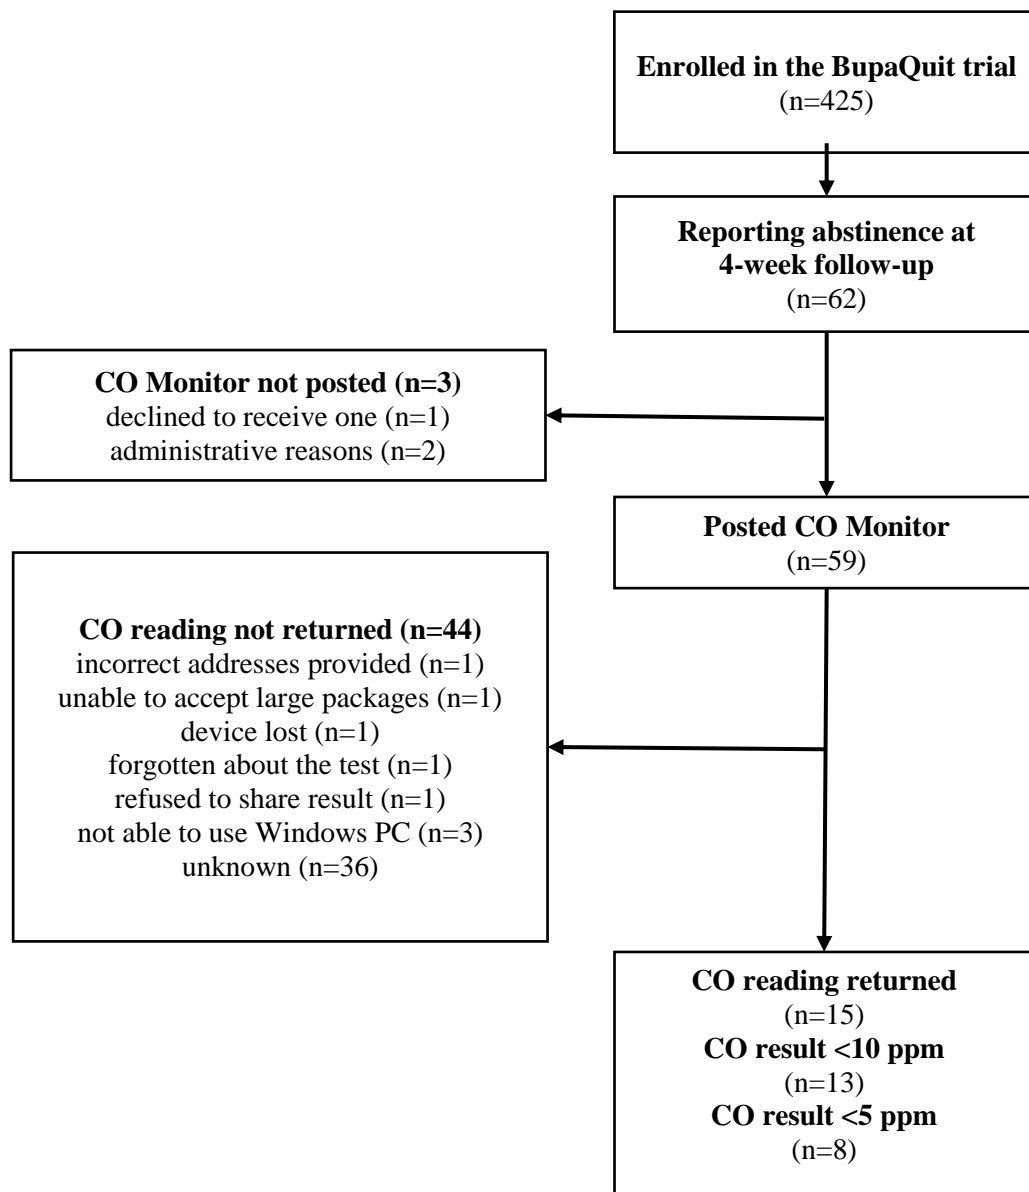 Enrolled in the BupaQuit trial
(n=425)
Reporting abstinence at
4-week follow-up
(n=62)
CO Monitor not posted (n=3)
declined to receive one (n=1)
administrative reasons (n=2)
Posted CO Monitor
(n=59)
CO reading not returned (n=44)
incorrect addresses provided (n=1)
unable to accept large packages (n=1)
device lost (n=1)
forgotten about the test (n=1)
refused to share result (n=1)
not able to use Windows PC (n=3)
unknown (n=36)
CO reading returned
(n=15)
CO result <10 ppm
(n=13)
CO result <5 ppm
(n=8)